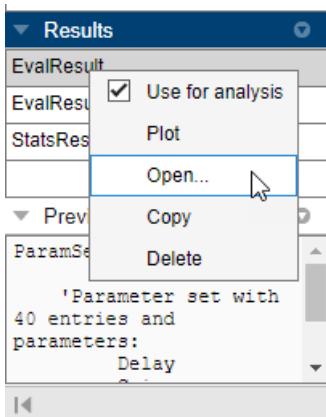 Results
EvalResult
EvalResu
Use for analysis
StatsRes
Plot
Open...
Copy
Delete
Previ
ParamSe
'Parameter set with
40 entries and
parameters:
Delay